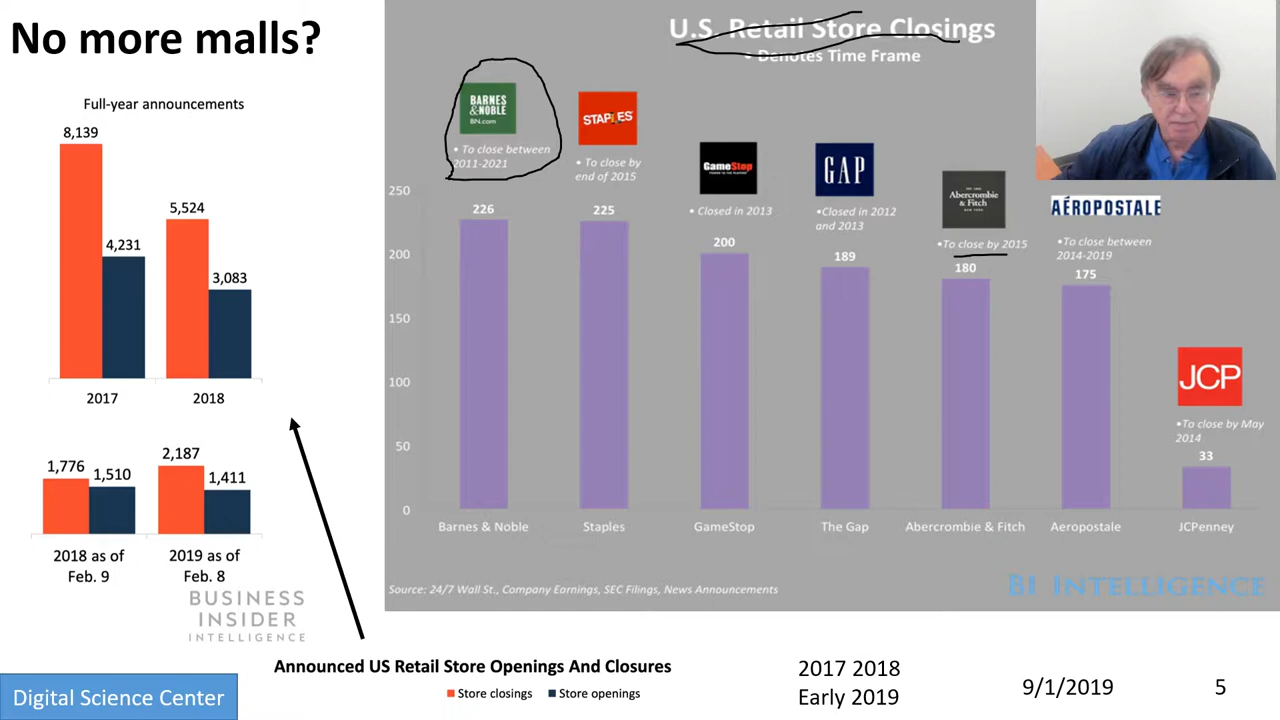 No more malls?
Full-year announcements
8,139
5,524
4,231
3,083
2017
2018
1,776
1,510
2,187
1,411
2018 as of
Feb. 9
2019 as of
Feb. 8
BUSINESS
INSIDER
INTELLIGENCE
U.S. Retail Store Closings
• Denotes Time Frame
BARNES
&NOBLE
BN.com
• To close between
2011-2021
STAPLES
• To close by
end of 2015
GameStop
• Closed in 2013
GAP
•Closed in 2012
and 2013
Abercrombie
& Fitch
NEW YORK
•To close by 2015
AÉROPOSTALE
•To close between
2014-2019
JCP
•To close by May
2014
250
200
150
100
50
0
226
225
200
189
180
175
33
Barnes & Noble
Staples
GameStop
The Gap
Abercrombie & Fitch
Aeropostale
JCPenney
Source: 24/7 Wall St., Company Earnings, SEC Filings, News Announcements
BI INTELLIGENCE
Announced US Retail Store Openings And Closures
Store closings
Store openings
2017 2018
Early 2019
Digital Science Center
9/1/2019
5